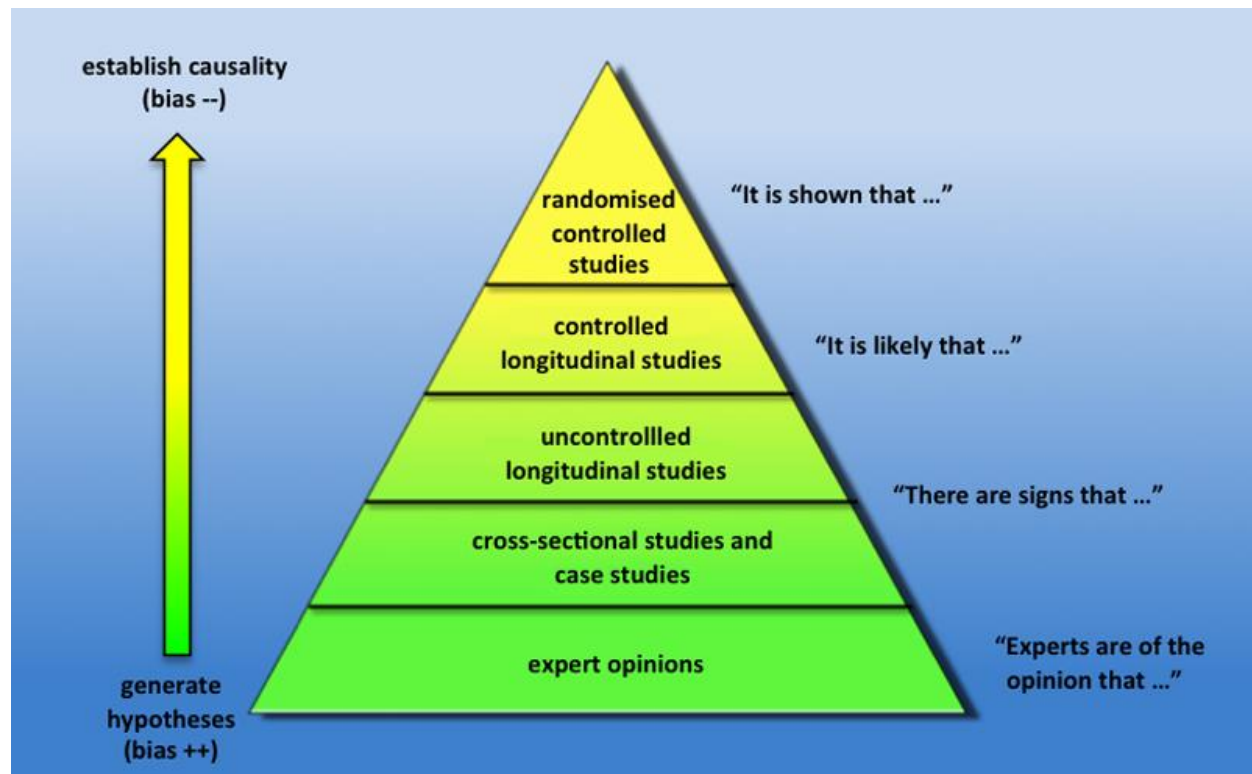 establish causality
(bias --)
randomised
controlled
studies
“It is shown that ...”
controlled
longitudinal studies
“It is likely that ...”
uncontrollled
longitudinal studies
“There are signs that ...”
cross-sectional studies and
case studies
expert opinions
“Experts are of the
opinion that ...”
generate
hypotheses
(bias ++)